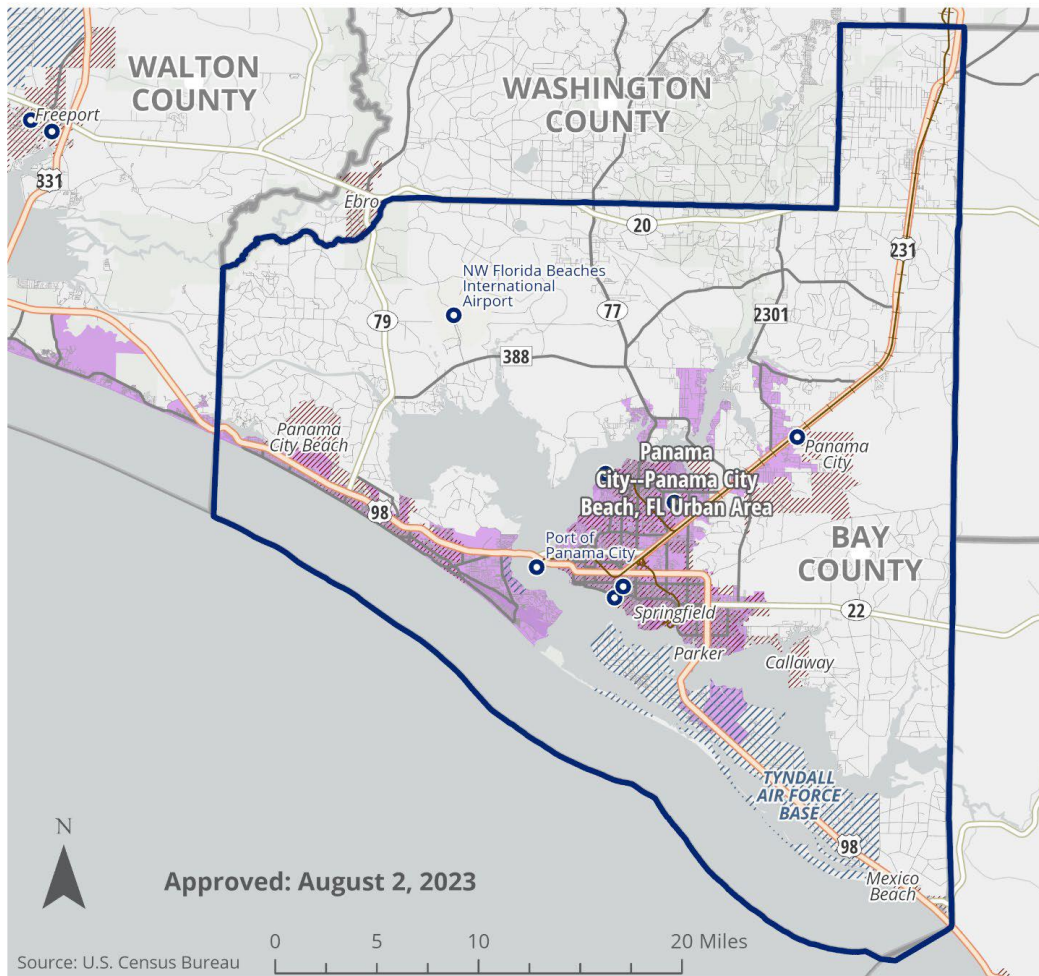 WALTON
COUNTY
WASHINGTON
COUNTY
Freeport
331
Ebro
20
231
NW Florida Beaches
International
Airport
79
77
2301
388
Panama
City Beach
98
Panama
City--Panama City
Beach, FL Urban Area
Panama
City
Port of
Panama City
BAY
COUNTY
Springfield
22
Parker
Callaway
TYNDALL
AIR FORCE
BASE
98
Mexico
Beach
N
Approved: August 2, 2023
0 5 10 20 Miles
Source: U.S. Census Bureau